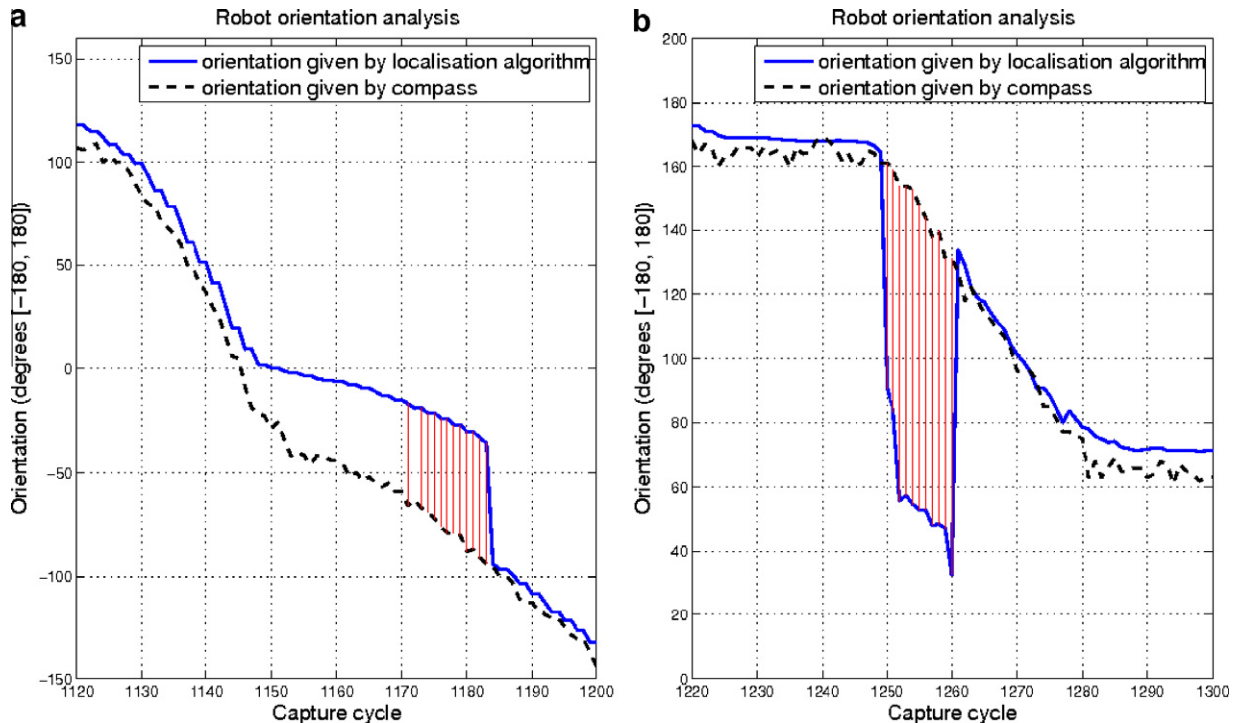 a
Robot orientation analysis
orientation given by localisation algorithm
orientation given by compass
Orientation (degrees [−180, 180])
150
100
50
0
−50
−100
−150
1120 1130 1140 1150 1160 1170 1180 1190 1200
Capture cycle
b
Robot orientation analysis
orientation given by localisation algorithm
orientation given by compass
Orientation (degrees [−180, 180])
200
180
160
140
120
100
80
60
40
20
0
1220 1230 1240 1250 1260 1270 1280 1290 1300
Capture cycle